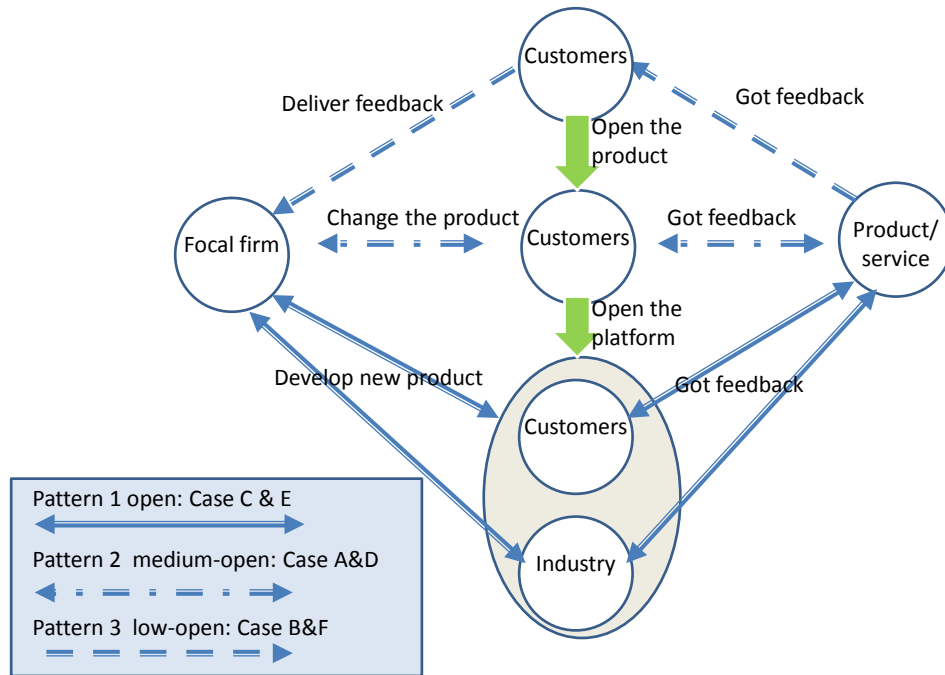 Customers
Deliver feedback
Got feedback
Open the
product
Focal firm
Change the product
Customers
Got feedback
Product/
service
Open the
platform
Develop new product
Got feedback
Customers
Industry
Pattern 1 open: Case C & E
Pattern 2  medium-open: Case A&D
Pattern 3  low-open: Case B&F